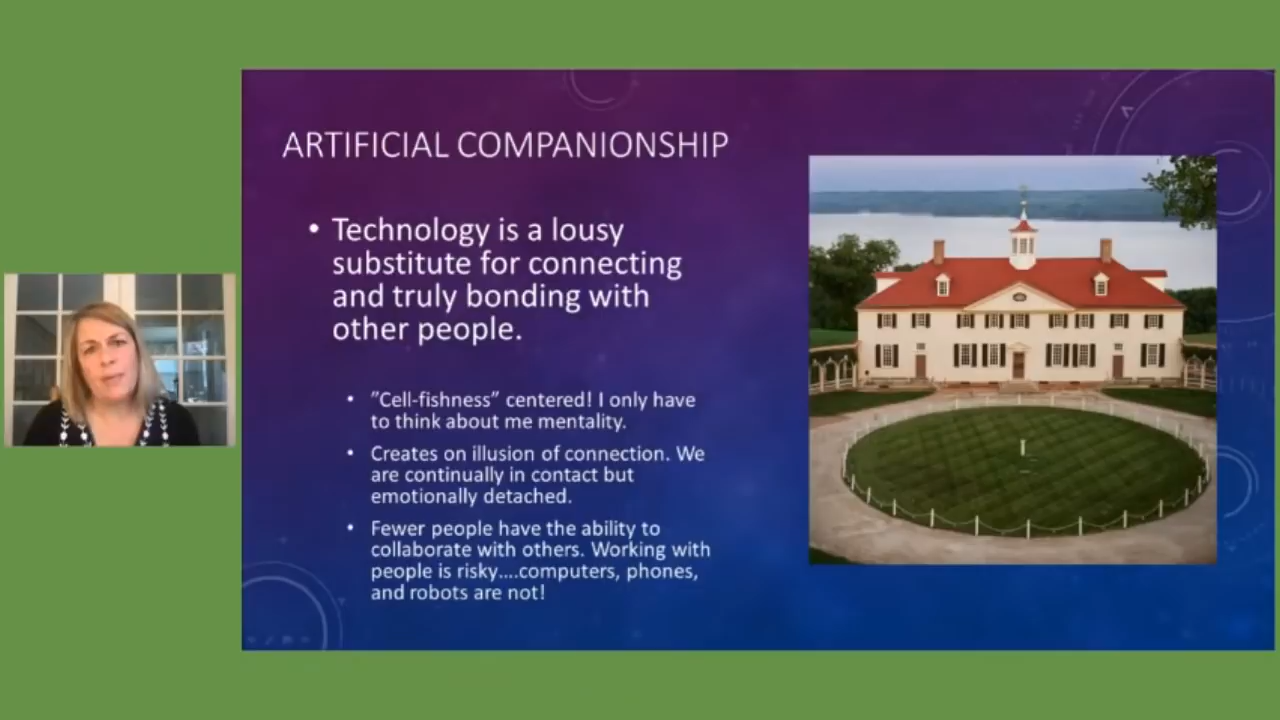 ARTIFICIAL COMPANIONSHIP
• Technology is a lousy
substitute for connecting
and truly bonding with
other people.
• ”Cell-fishness” centered! I only have
to think about me mentality.
• Creates on illusion of connection. We
are continually in contact but
emotionally detached.
• Fewer people have the ability to
collaborate with others. Working with
people is risky....computers, phones,
and robots are not!